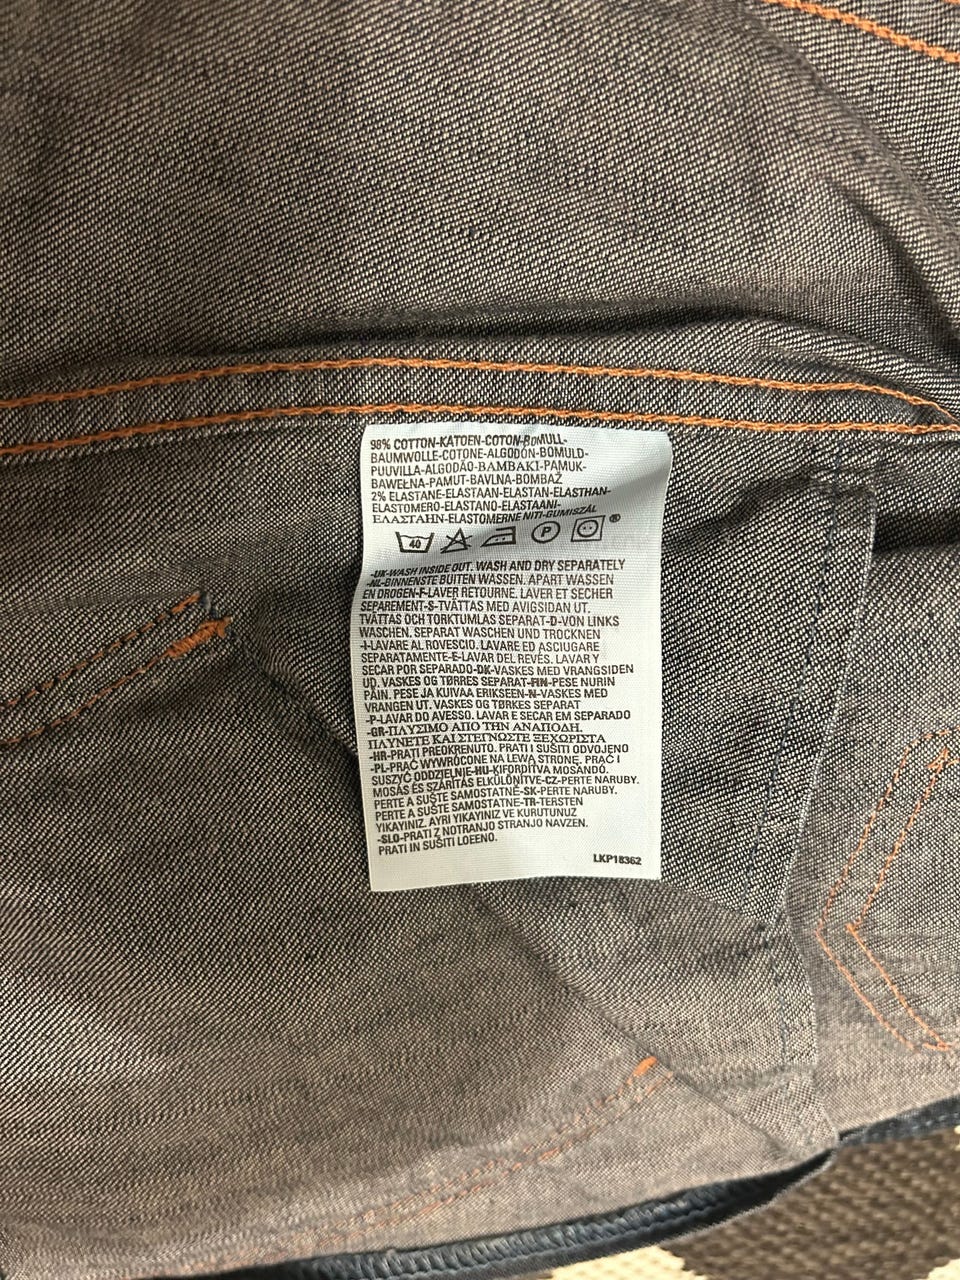 98% COTTON-KATOEN-COTON-BOMULL-
BAUMWOLLE-COTONE-ALGODÓN-BOMULD-
PUUVILLA-ALGODÃO-ΒΑΜΒΑΚΙ-PAMUK-
BAWEŁNA-PAMUT-BAVLNA-BOMBAŽ
2% ELASTANE-ELASTAAN-ELASTAN-ELASTHAN-
ELASTOMERO-ELASTANO-ELASTAANI-
ΕΛΑΣΤΑΗΝ-ELASTOMERNE NITI-GUMISZÁL
40 P ®
-UK-WASH INSIDE OUT. WASH AND DRY SEPARATELY
-NL-BINNENSTE BUITEN WASSEN. APART WASSEN
EN DROGEN-F-LAVER RETOURNE. LAVER ET SECHER
SEPAREMENT-S-TVÄTTAS MED AVIGSIDAN UT.
TVÄTTAS OCH TORKTUMLAS SEPARAT-D-VON LINKS
WASCHEN. SEPARAT WASCHEN UND TROCKNEN
-I-LAVARE AL ROVESCIO. LAVARE ED ASCIUGARE
SEPARATAMENTE-E-LAVAR DEL REVÉS. LAVAR Y
SECAR POR SEPARADO-DK-VASKES MED VRANGSIDEN
UD. VASKES OG TØRRES SEPARAT-FIN-PESE NURIN
PÄIN. PESE JA KUIVAA ERIKSEEN-N-VASKES MED
VRANGEN UT. VASKES OG TØRKES SEPARAT
-P-LAVAR DO AVESSO. LAVAR E SECAR EM SEPARADO
-GR-ΠΛΥΣΙΜΟ ΑΠΟ ΤΗΝ ΑΝΑΠΟΔΗ.
ΠΛΥΝΕΤΕ ΚΑΙ ΣΤΕΓΝΩΣΤΕ ΞΕΧΩΡΙΣΤΑ
-HR-PRATI PREOKRENUTO. PRATI I SUŠITI ODVOJENO
-PL-PRAĆ WYWRÓCONE NA LEWĄ STRONĘ. PRAĆ I
SUSZYĆ ODDZIELNIE-HU-KIFORDÍTVA MOSANDÓ.
MOSÁS ÉS SZÁRÍTÁS ELKÜLÖNÍTVE-CZ-PERTE NARUBY.
PERTE A SUŠTE SAMOSTATNĚ-SK-PERTE NARUBY.
PERTE A SUŠTE SAMOSTATNE-TR-TERSTEN
YIKAYINIZ. AYRI YIKAYINIZ VE KURUTUNUZ
-SLO-PRATI Z NOTRANJO STRANJO NAVZEN.
PRATI IN SUŠITI LOEENO.
LKP18362